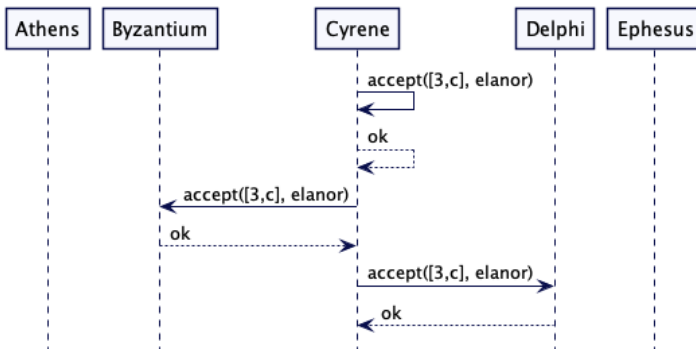 Athens Byzantium Cyrene Delphi Ephesus
accept([3,c], elanor)
ok
accept([3,c], elanor)
ok
accept([3,c], elanor)
ok